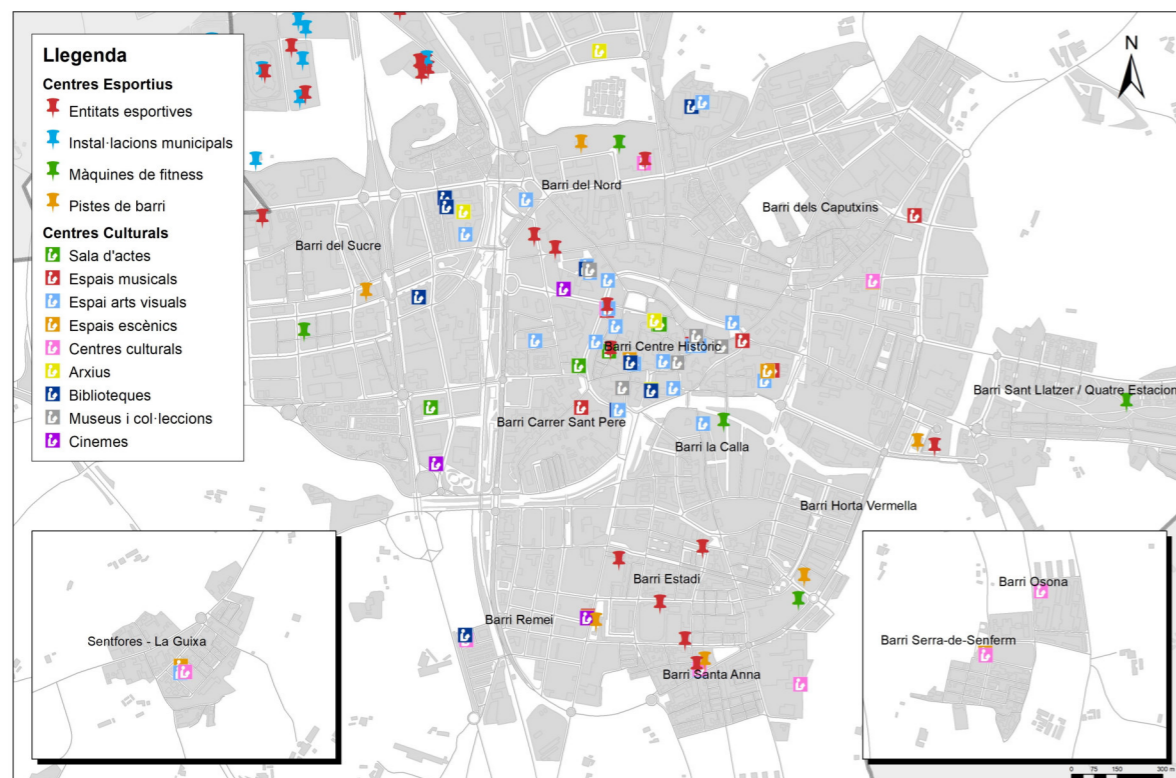 Llegenda
Centres Esportius
Entitats esportives
Instal·lacions municipals
Màquines de fitness
Pistes de barri
Centres Culturals
Sala d'actes
Espais musicals
Espai arts visuals
Espais escènics
Centres culturals
Arxius
Biblioteques
Museus i col·leccions
Cinemes
N
Barri del Nord
Barri dels Caputxins
Barri del Sucre
Barri Centre Històric
Barri Sant Llatzer / Quatre Estacion
Barri Carrer Sant Pere
Barri la Calla
Barri Horta Vermella
Barri Estadi
Barri Remei
Barri Santa Anna
Sentfores - La Guixa
Barri Osona
Barri Serra-de-Senferm
0 75 150 300 m